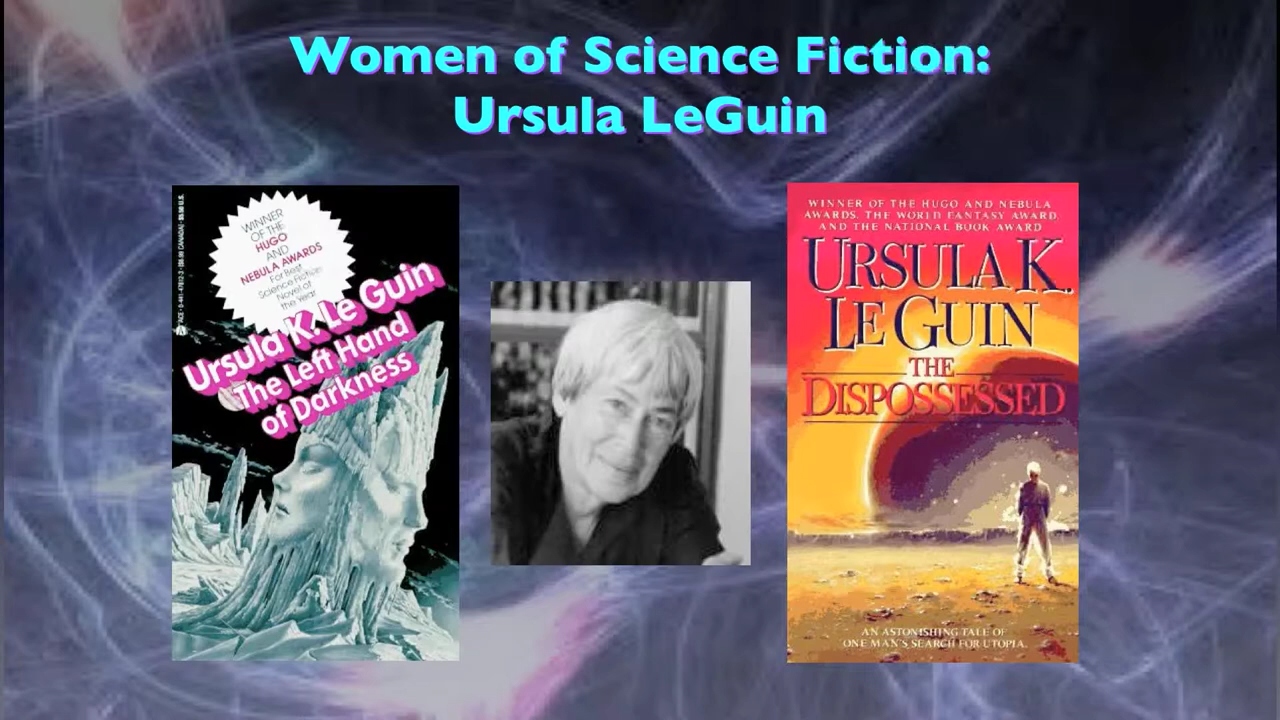 Women of Science Fiction:
Ursula LeGuin
WINNER
OF THE
HUGO
AND
NEBULA AWARDS
For Best
Science Fiction
Novel of
the Year
Ursula K. Le Guin
The Left Hand
of Darkness
WINNER OF THE HUGO AND NEBULA
AWARDS, THE WORLD FANTASY AWARD,
AND THE NATIONAL BOOK AWARD
URSULA K.
LE GUIN
THE
DISPOSSESSED
AN ASTONISHING TALE OF
ONE MAN'S SEARCH FOR UTOPIA.